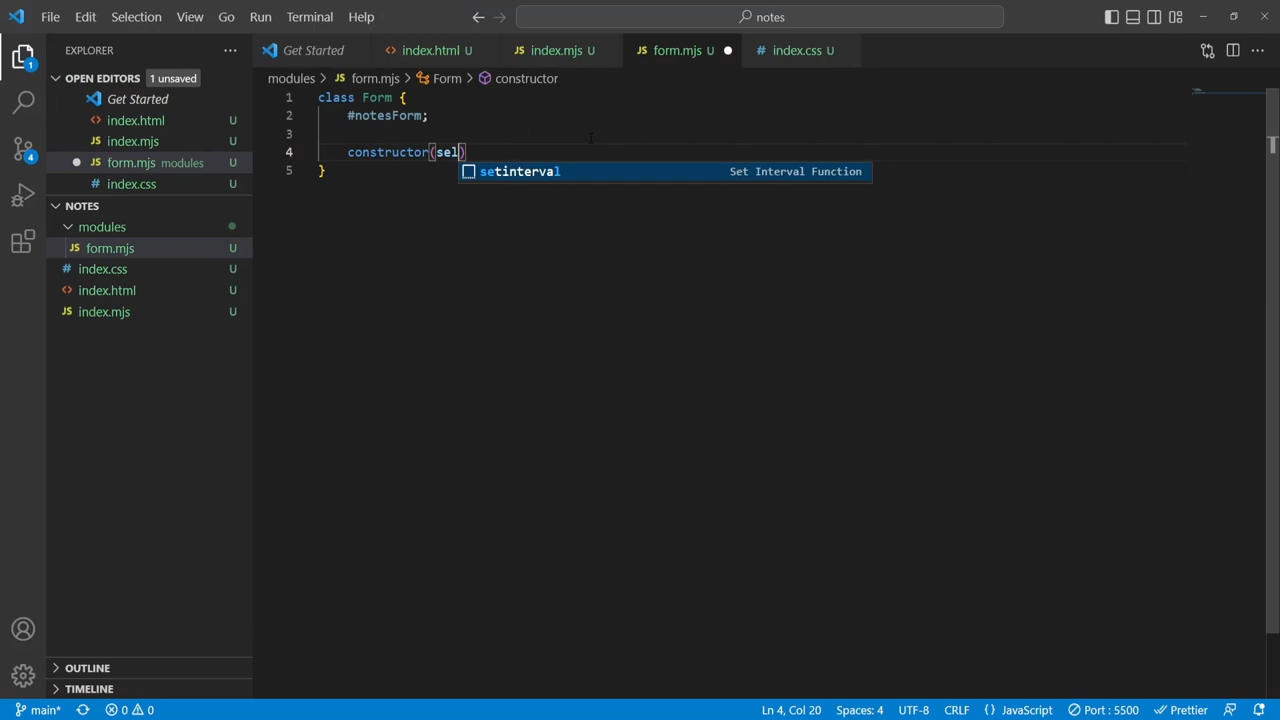 File Edit Selection View Go Run Terminal Help
notes
EXPLORER
Get Started
index.html U
index.mjs U
form.mjs U
index.css U
modules > form.mjs > Form > constructor
OPEN EDITORS 1 unsaved
Get Started
index.html U
index.mjs U
form.mjs modules U
index.css U
NOTES
modules
form.mjs U
index.css U
index.html U
index.mjs U
1 class Form {
2 #notesForm;
3
4 constructor(sel)
setinterval Set Interval Function
5 }
1
4
OUTLINE
TIMELINE
main* 0 0 Ln 4, Col 20 Spaces: 4 UTF-8 CRLF {} JavaScript Port : 5500 Prettier